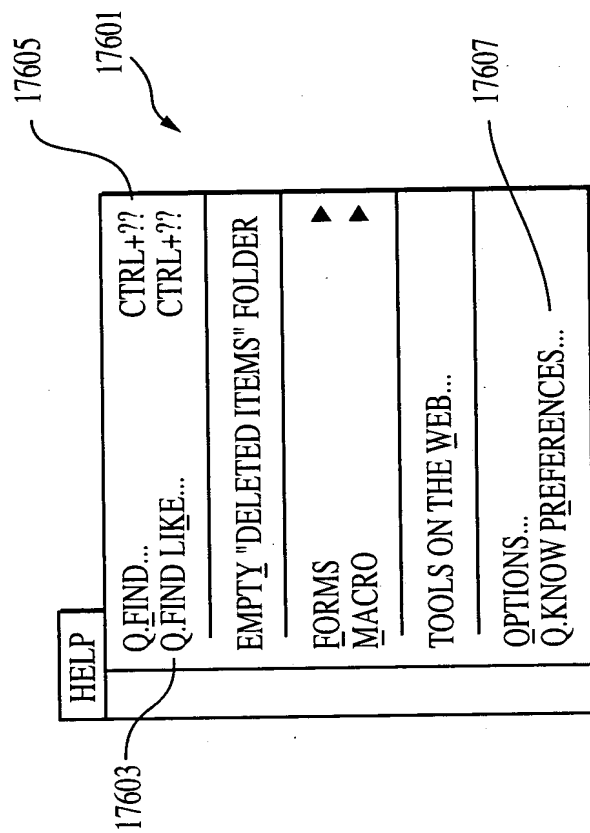 HELP
Q.FIND... CTRL+??
Q.FIND LIKE... CTRL+??
EMPTY "DELETED ITEMS" FOLDER
FORMS
MACRO
TOOLS ON THE WEB...
OPTIONS...
Q.KNOW PREFERENCES...
17603
17605
17601
17607